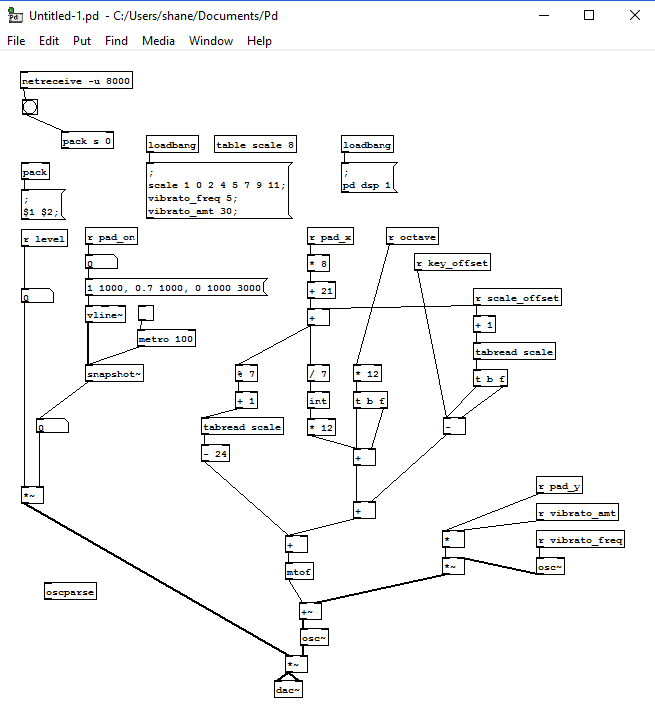 Untitled-1.pd - C:/Users/shane/Documents/Pd
File Edit Put Find Media Window Help
netreceive -u 8000
pack s 0
loadbang
table scale 8
loadbang
pack
;
scale 1 0 2 4 5 7 9 11;
vibrato_freq 5;
vibrato_amt 30;
;
pd dsp 1
;
$1 $2;
r level
r pad_on
r pad_x
r octave
0
* 8
r key_offset
1 1000, 0.7 1000, 0 1000 3000
+ 21
0
r scale_offset
vline~
+
+ 1
metro 100
tabread scale
snapshot~
% 7
/ 7
* 12
t b f
+ 1
int
t b f
0
tabread scale
* 12
-
- 24
+
r pad_y
+
r vibrato_amt
*~
+
*
r vibrato_freq
mtof
*~
osc~
oscparse
+~
osc~
*~
dac~